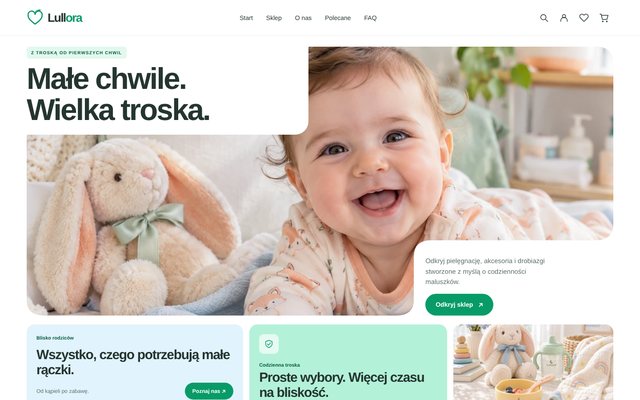 Lullora
Start
Sklep
O nas
Polecane
FAQ
Z TROSKĄ OD PIERWSZYCH CHWIL
Małe chwile.
Wielka troska.
Odkryj pielęgnację, akcesoria i drobiazgi
stworzone z myślą o codzienności
maluszków.
Odkryj sklep
Blisko rodziców
Wszystko, czego potrzebują małe
rączki.
Od kąpieli po zabawę.
Poznaj nas
Codzienna troska
Proste wybory. Więcej czasu
na bliskość.